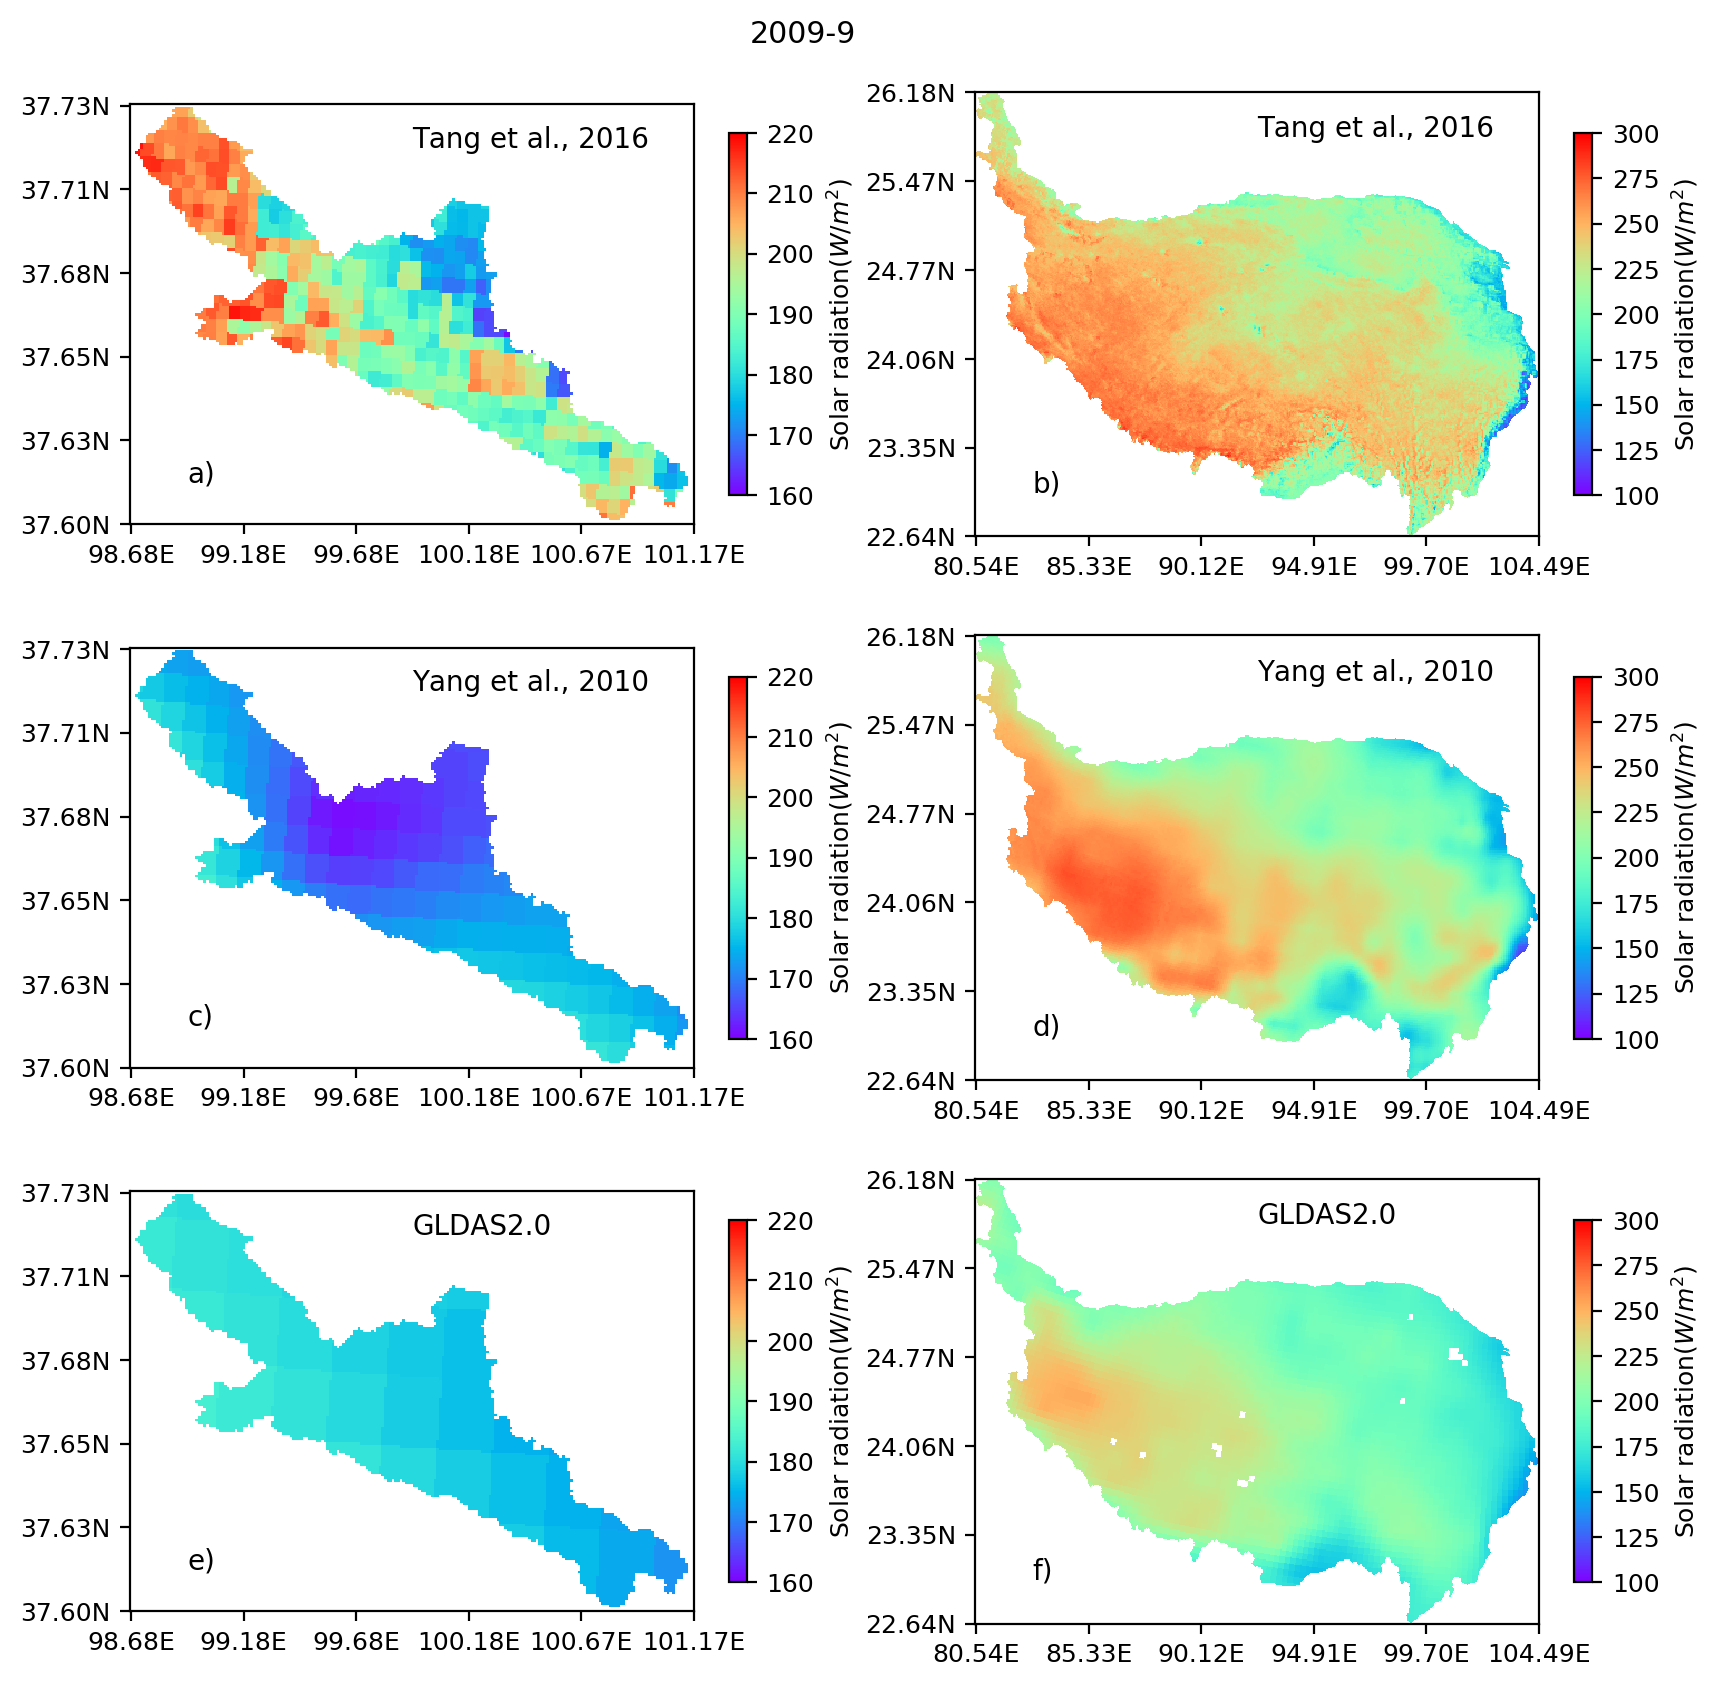 2009-9
Tang et al., 2016
a)
37.73N
37.71N
37.68N
37.65N
37.63N
37.60N
98.68E 99.18E 99.68E 100.18E 100.67E 101.17E
220
210
200
190
180
170
160
Solar radiation(W/m²)
Tang et al., 2016
b)
26.18N
25.47N
24.77N
24.06N
23.35N
22.64N
80.54E 85.33E 90.12E 94.91E 99.70E 104.49E
300
275
250
225
200
175
150
125
100
Solar radiation(W/m²)
Yang et al., 2010
c)
37.73N
37.71N
37.68N
37.65N
37.63N
37.60N
98.68E 99.18E 99.68E 100.18E 100.67E 101.17E
220
210
200
190
180
170
160
Solar radiation(W/m²)
Yang et al., 2010
d)
26.18N
25.47N
24.77N
24.06N
23.35N
22.64N
80.54E 85.33E 90.12E 94.91E 99.70E 104.49E
300
275
250
225
200
175
150
125
100
Solar radiation(W/m²)
GLDAS2.0
e)
37.73N
37.71N
37.68N
37.65N
37.63N
37.60N
98.68E 99.18E 99.68E 100.18E 100.67E 101.17E
220
210
200
190
180
170
160
Solar radiation(W/m²)
GLDAS2.0
f)
26.18N
25.47N
24.77N
24.06N
23.35N
22.64N
80.54E 85.33E 90.12E 94.91E 99.70E 104.49E
300
275
250
225
200
175
150
125
100
Solar radiation(W/m²)